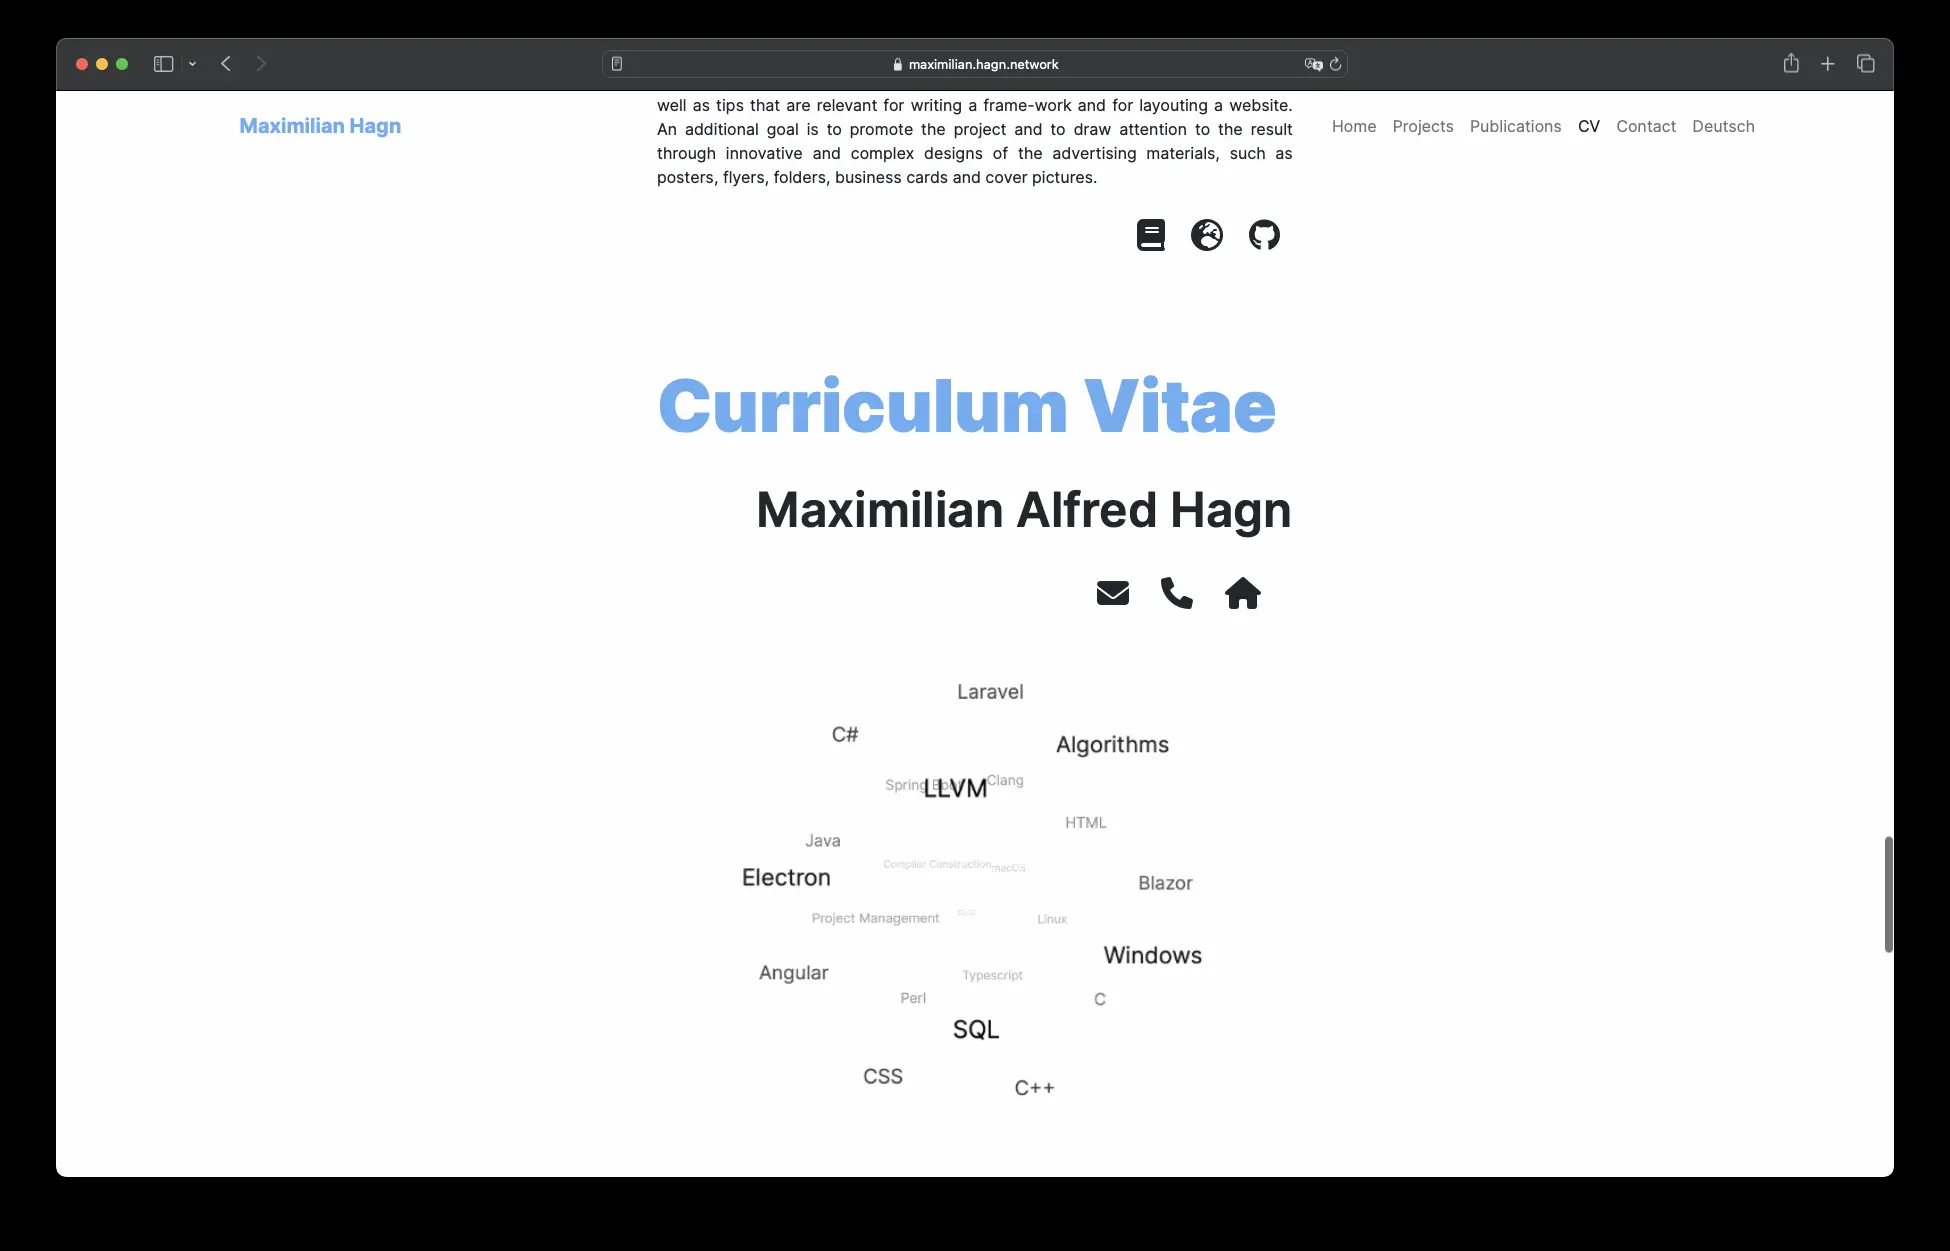 maximilian.hagn.network
Maximilian Hagn
Home Projects Publications CV Contact Deutsch
well as tips that are relevant for writing a frame-work and for layouting a website.
An additional goal is to promote the project and to draw attention to the result
through innovative and complex designs of the advertising materials, such as
posters, flyers, folders, business cards and cover pictures.
Curriculum Vitae
Maximilian Alfred Hagn
Laravel
C#
Algorithms
Spring Boot
LLVM
Clang
HTML
Java
Compiler Construction
macOS
Electron
Blazor
Project Management
Linux
Windows
Angular
Typescript
Perl
C
SQL
CSS
C++